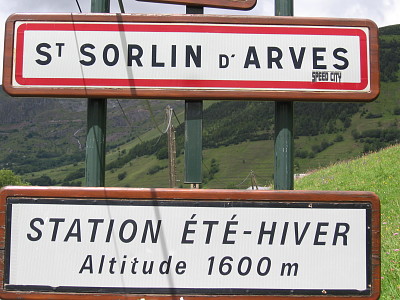 ST SORLIN D'ARVES
SPEED CITY
STATION ÉTÉ-HIVER
Altitude 1600 m